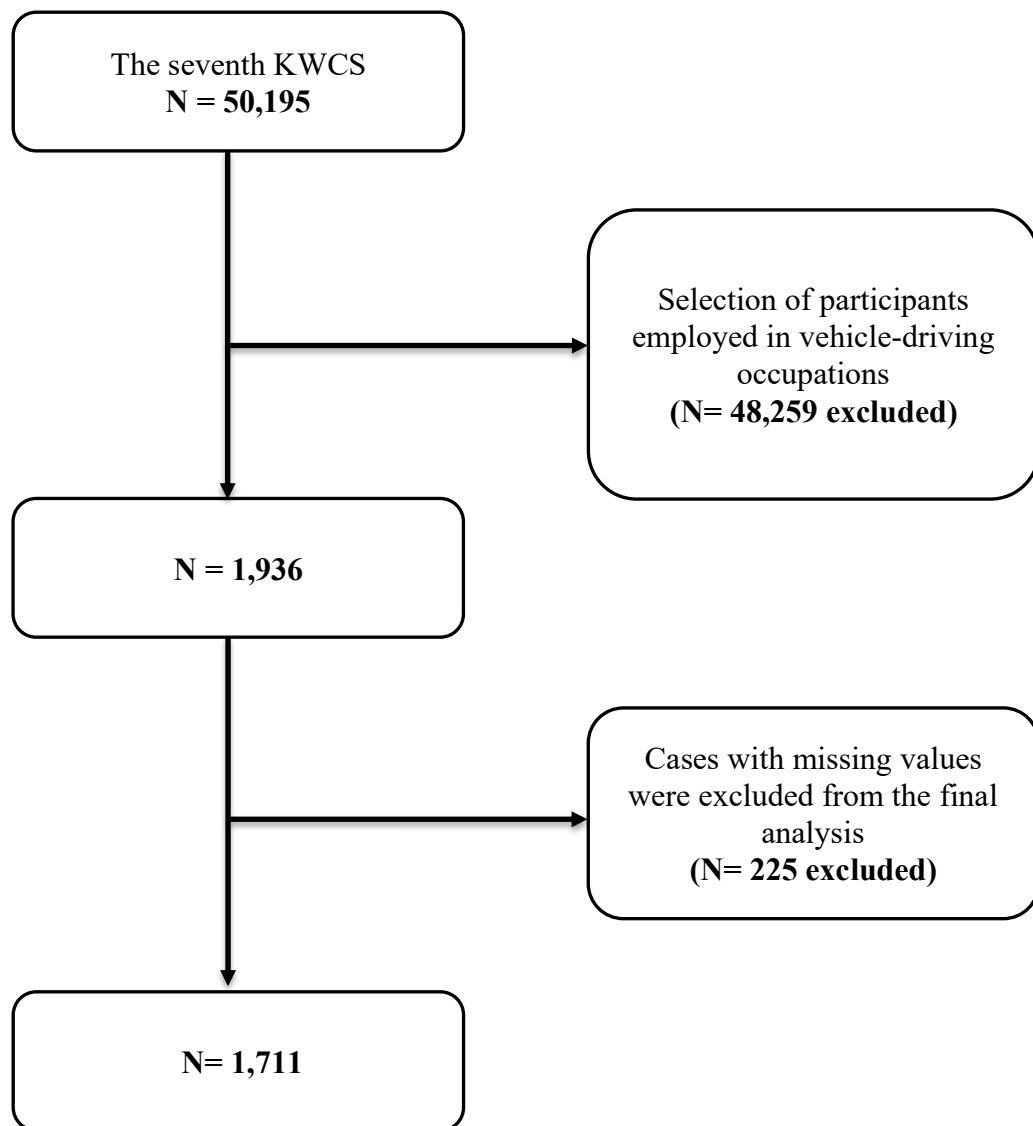 The seventh KWCS
N = 50,195
Selection of participants
employed in vehicle-driving
occupations
(N= 48,259 excluded)
N = 1,936
Cases with missing values
were excluded from the final
analysis
(N= 225 excluded)
N= 1,711